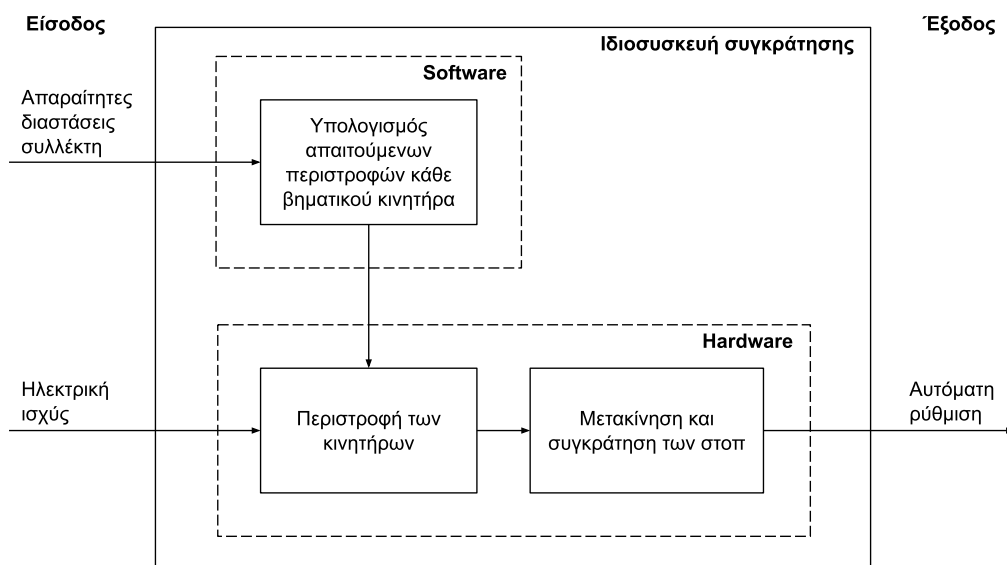 Είσοδος
Έξοδος
Ιδιοσυσκευή συγκράτησης
Software
Απαραίτητες
διαστάσεις
συλλέκτη
Υπολογισμός
απαιτούμενων
περιστροφών κάθε
βηματικού κινητήρα
Hardware
Ηλεκτρική
ισχύς
Περιστροφή των
κινητήρων
Μετακίνηση και
συγκράτηση των στοπ
Αυτόματη
ρύθμιση